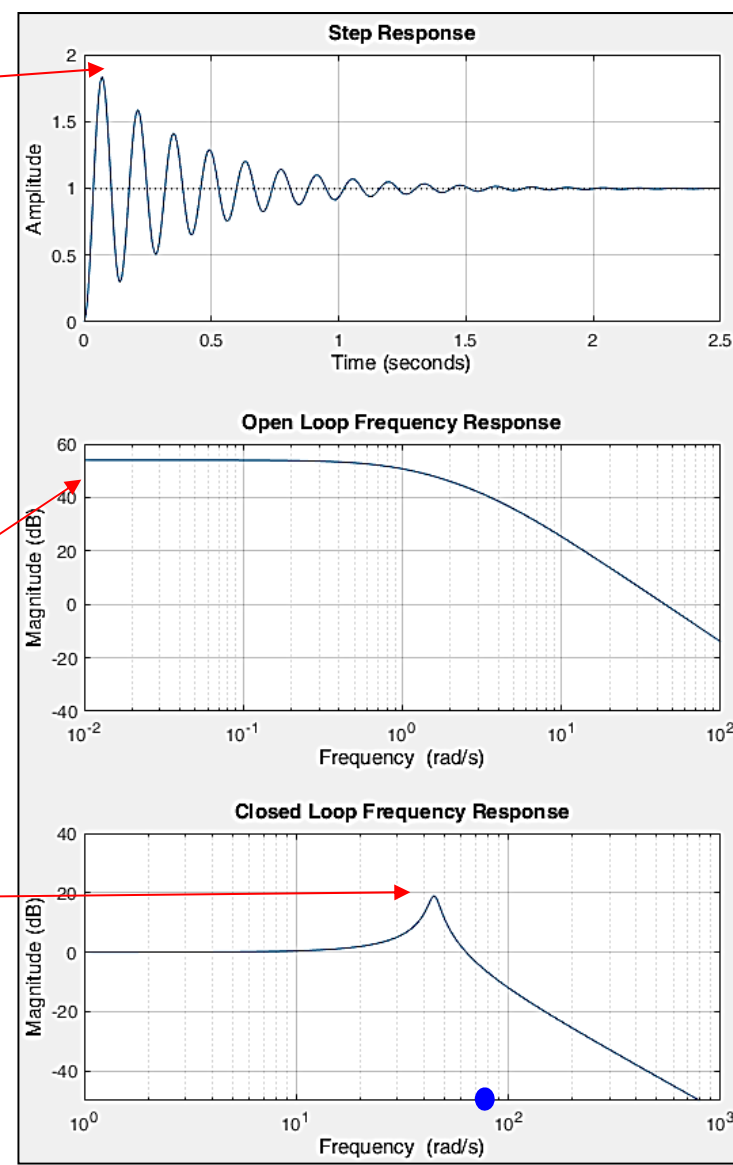 Step Response
Amplitude
2
1.5
1
0.5
0
0 0.5 1 1.5 2 2.5
Time (seconds)
Open Loop Frequency Response
Magnitude (dB)
60
40
20
0
-20
-40
10-2 10-1 100 101 102
Frequency (rad/s)
Closed Loop Frequency Response
Magnitude (dB)
40
20
0
-20
-40
100 101 102 103
Frequency (rad/s)